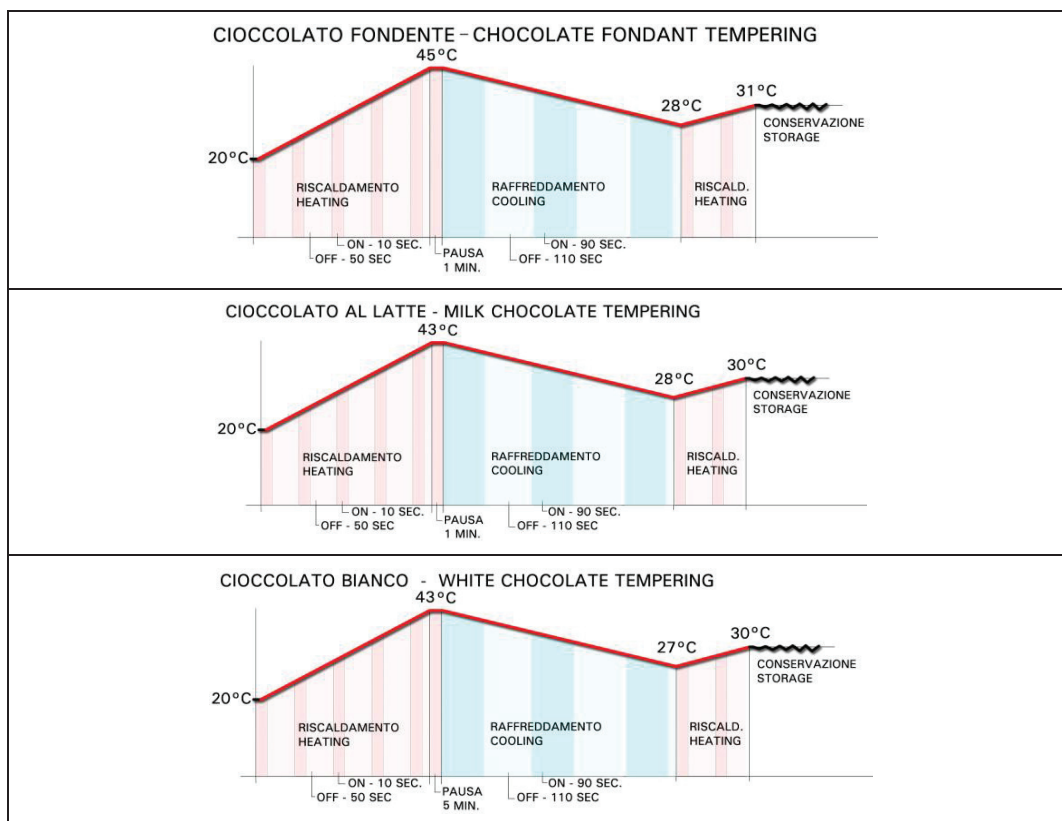 CIOCCOLATO FONDENTE - CHOCOLATE FONDANT TEMPERING
45°C
31°C
28°C
CONSERVAZIONE
STORAGE
20°C
RISCALDAMENTO
HEATING
RAFFREDDAMENTO
COOLING
RISCALD.
HEATING
ON - 10 SEC.
OFF - 50 SEC
PAUSA
1 MIN.
ON - 90 SEC.
OFF - 110 SEC
CIOCCOLATO AL LATTE - MILK CHOCOLATE TEMPERING
43°C
30°C
28°C
CONSERVAZIONE
STORAGE
20°C
RISCALDAMENTO
HEATING
RAFFREDDAMENTO
COOLING
RISCALD.
HEATING
ON - 10 SEC.
OFF - 50 SEC
PAUSA
1 MIN.
ON - 90 SEC.
OFF - 110 SEC
CIOCCOLATO BIANCO - WHITE CHOCOLATE TEMPERING
43°C
30°C
27°C
CONSERVAZIONE
STORAGE
20°C
RISCALDAMENTO
HEATING
RAFFREDDAMENTO
COOLING
RISCALD.
HEATING
ON - 10 SEC.
OFF - 50 SEC
PAUSA
5 MIN.
ON - 90 SEC.
OFF - 110 SEC